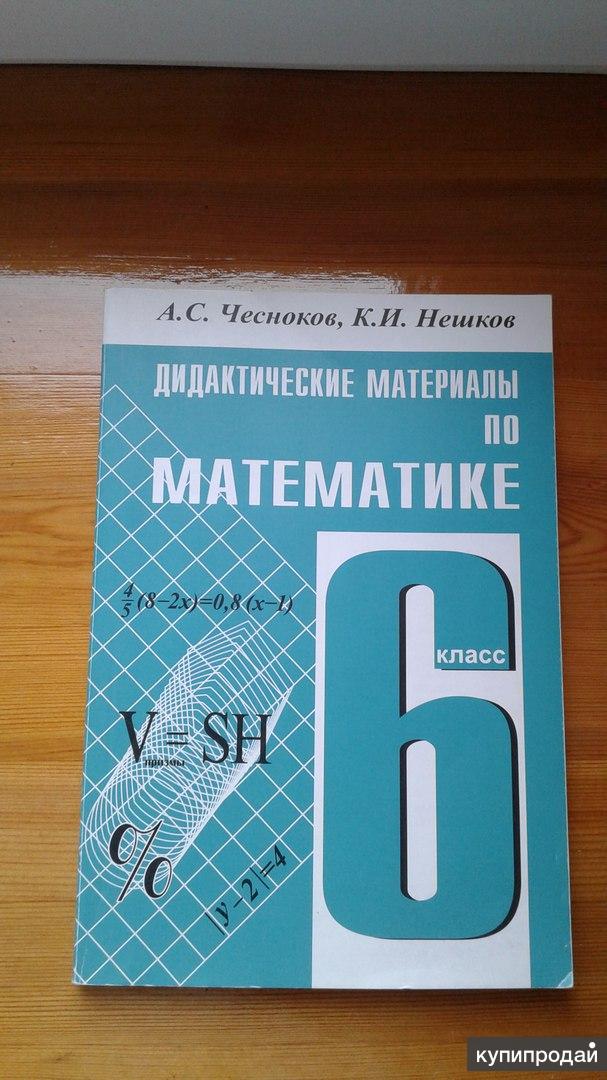 А.С. Чесноков, К.И. Нешков
ДИДАКТИЧЕСКИЕ МАТЕРИАЛЫ
ПО
МАТЕМАТИКЕ
4/5(8−2x)=0,8(x−1)
6
класс
Vпризмы=SH
%
|y−2|=4
купипродай